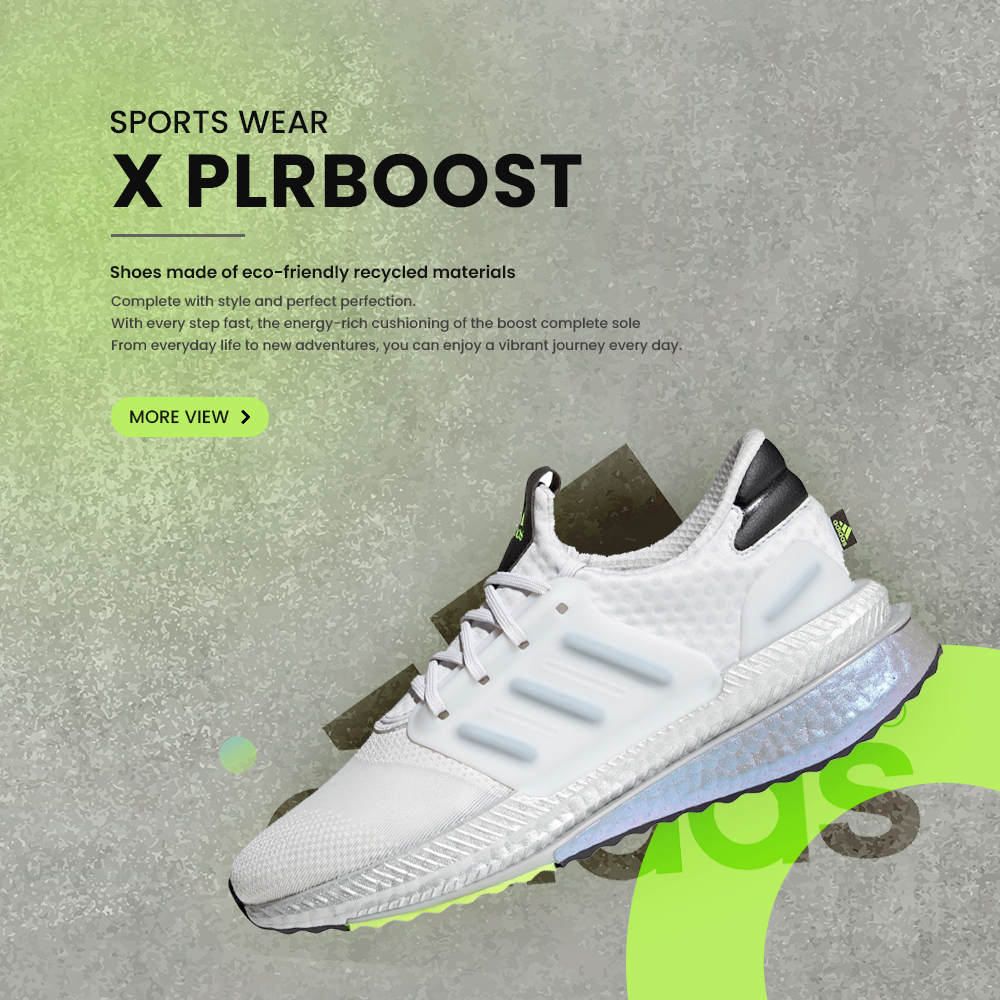 SPORTS WEAR
X PLRBOOST
Shoes made of eco-friendly recycled materials
Complete with style and perfect perfection.
With every step fast, the energy-rich cushioning of the boost complete sole
From everyday life to new adventures, you can enjoy a vibrant journey every day.
MORE VIEW
adidas